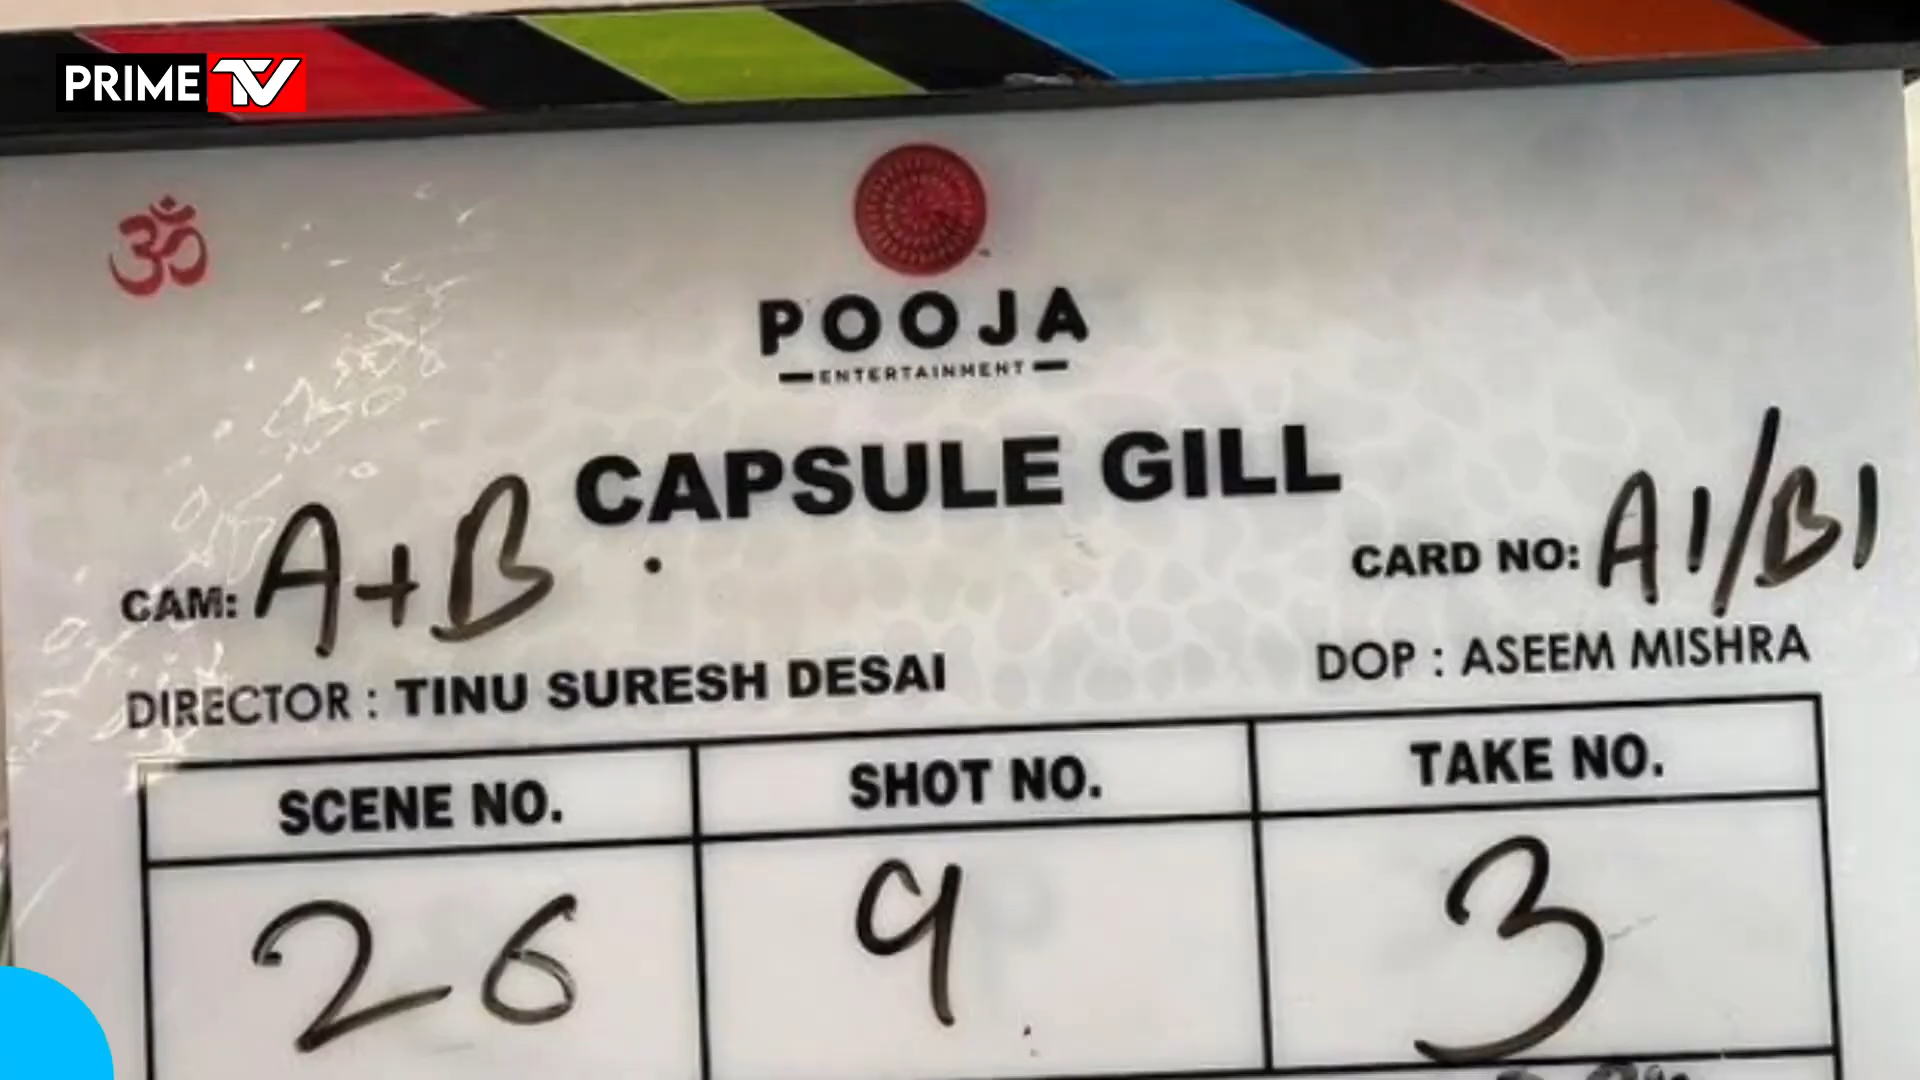 PRIME TV
ॐ
POOJA
ENTERTAINMENT
CAPSULE GILL
CAM: A+B
CARD NO: A1/B1
DIRECTOR : TINU SURESH DESAI
DOP : ASEEM MISHRA
SCENE NO. SHOT NO. TAKE NO.
26 9 3